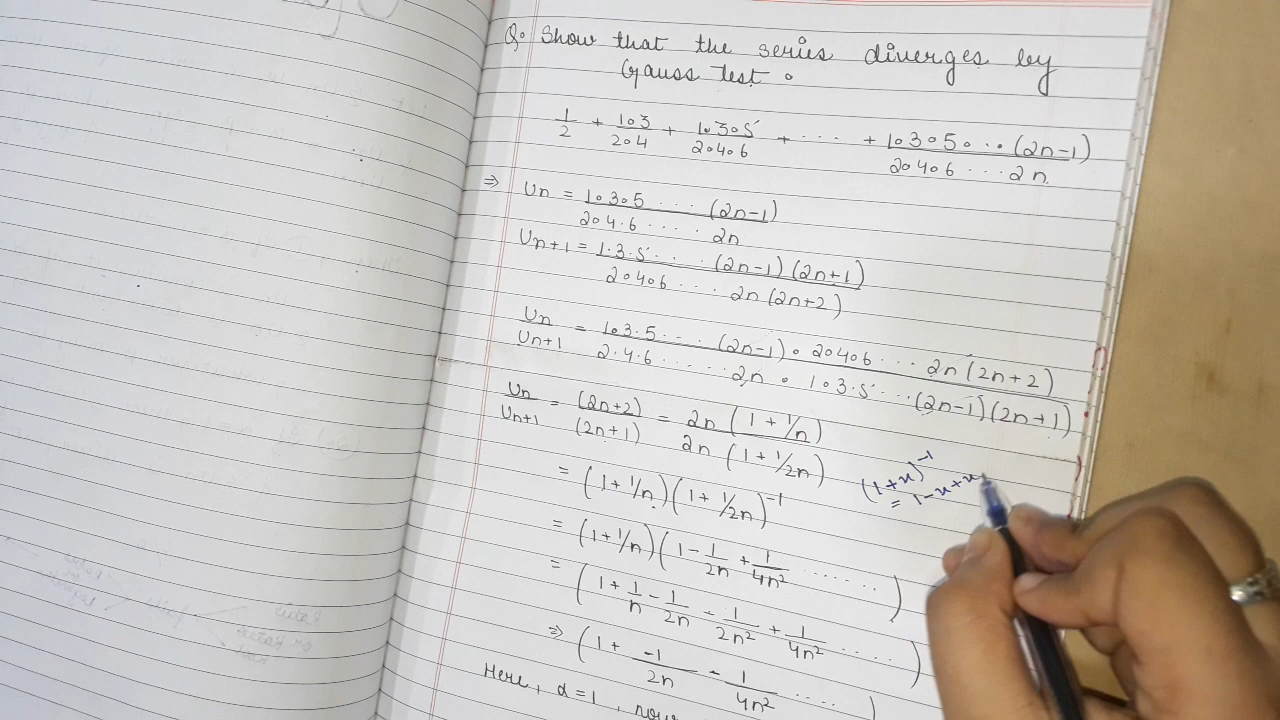 Q. Show that the series diverges by
Gauss test.
1/2 + 1.3/2.4 + 1.3.5/2.4.6 + .... + 1.3.5...(2n-1)/2.4.6...2n
⇒ Un = 1.3.5...(2n-1)/2.4.6....2n
Un+1 = 1.3.5...(2n-1)(2n+1)/2.4.6...2n(2n+2)
Un/Un+1 = 1.3.5...(2n-1).2.4.6...2n(2n+2)/2.4.6.....2n.1.3.5...(2n-1)(2n+1)
Un/Un+1 = (2n+2)/(2n+1) = 2n(1+1/n)/2n(1+1/2n)
= (1+1/n)(1+1/2n)^-1
(1+x)^-1
= 1-x+x
= (1+1/n)(1 - 1/2n + 1/4n² ......)
= (1 + 1/n - 1/2n - 1/2n² + 1/4n² ....)
⇒ (1 + -1/2n - 1/4n² ....)
Here, α=1, now